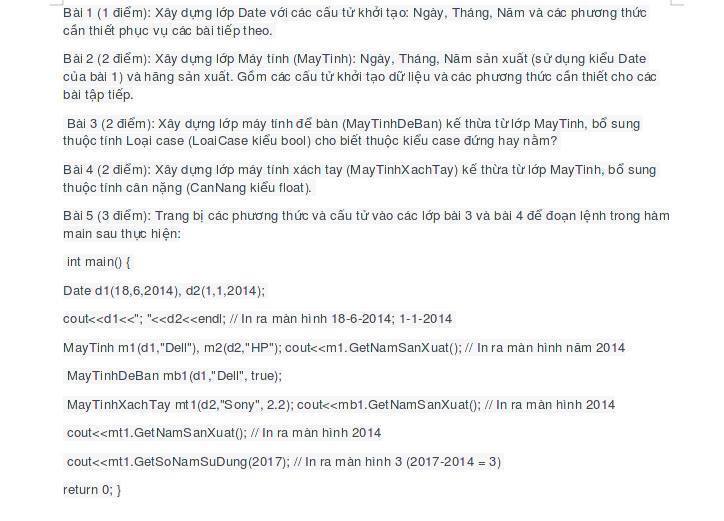 Bài 1 (1 điểm): Xây dựng lớp Date với các cấu tử khởi tạo: Ngày, Tháng, Năm và các phương thức
cần thiết phục vụ các bài tiếp theo.
Bài 2 (2 điểm): Xây dựng lớp Máy tính (MayTinh): Ngày, Tháng, Năm sản xuất (sử dụng kiểu Date
của bài 1) và hãng sản xuất. Gồm các cấu tử khởi tạo dữ liệu và các phương thức cần thiết cho các
bài tập tiếp.
Bài 3 (2 điểm): Xây dựng lớp máy tính để bàn (MayTinhDeBan) kế thừa từ lớp MayTinh, bổ sung
thuộc tính Loại case (LoaiCase kiểu bool) cho biết thuộc kiểu case đứng hay nằm?
Bài 4 (2 điểm): Xây dựng lớp máy tính xách tay (MayTinhXachTay) kế thừa từ lớp MayTinh, bổ sung
thuộc tính cân nặng (CanNang kiểu float).
Bài 5 (3 điểm): Trang bị các phương thức và cấu tử vào các lớp bài 3 và bài 4 để đoạn lệnh trong hàm
main sau thực hiện:
int main() {
Date d1(18,6,2014), d2(1,1,2014);
cout<<d1<<"; "<<d2<<endl; // In ra màn hình 18-6-2014; 1-1-2014
MayTinh m1(d1,"Dell"), m2(d2,"HP"); cout<<m1.GetNamSanXuat(); // In ra màn hình năm 2014
MayTinhDeBan mb1(d1,"Dell", true);
MayTinhXachTay mt1(d2,"Sony", 2.2); cout<<mb1.GetNamSanXuat(); // In ra màn hình 2014
cout<<mt1.GetNamSanXuat(); // In ra màn hình 2014
cout<<mt1.GetSoNamSuDung(2017); // In ra màn hình 3 (2017-2014 = 3)
return 0; }